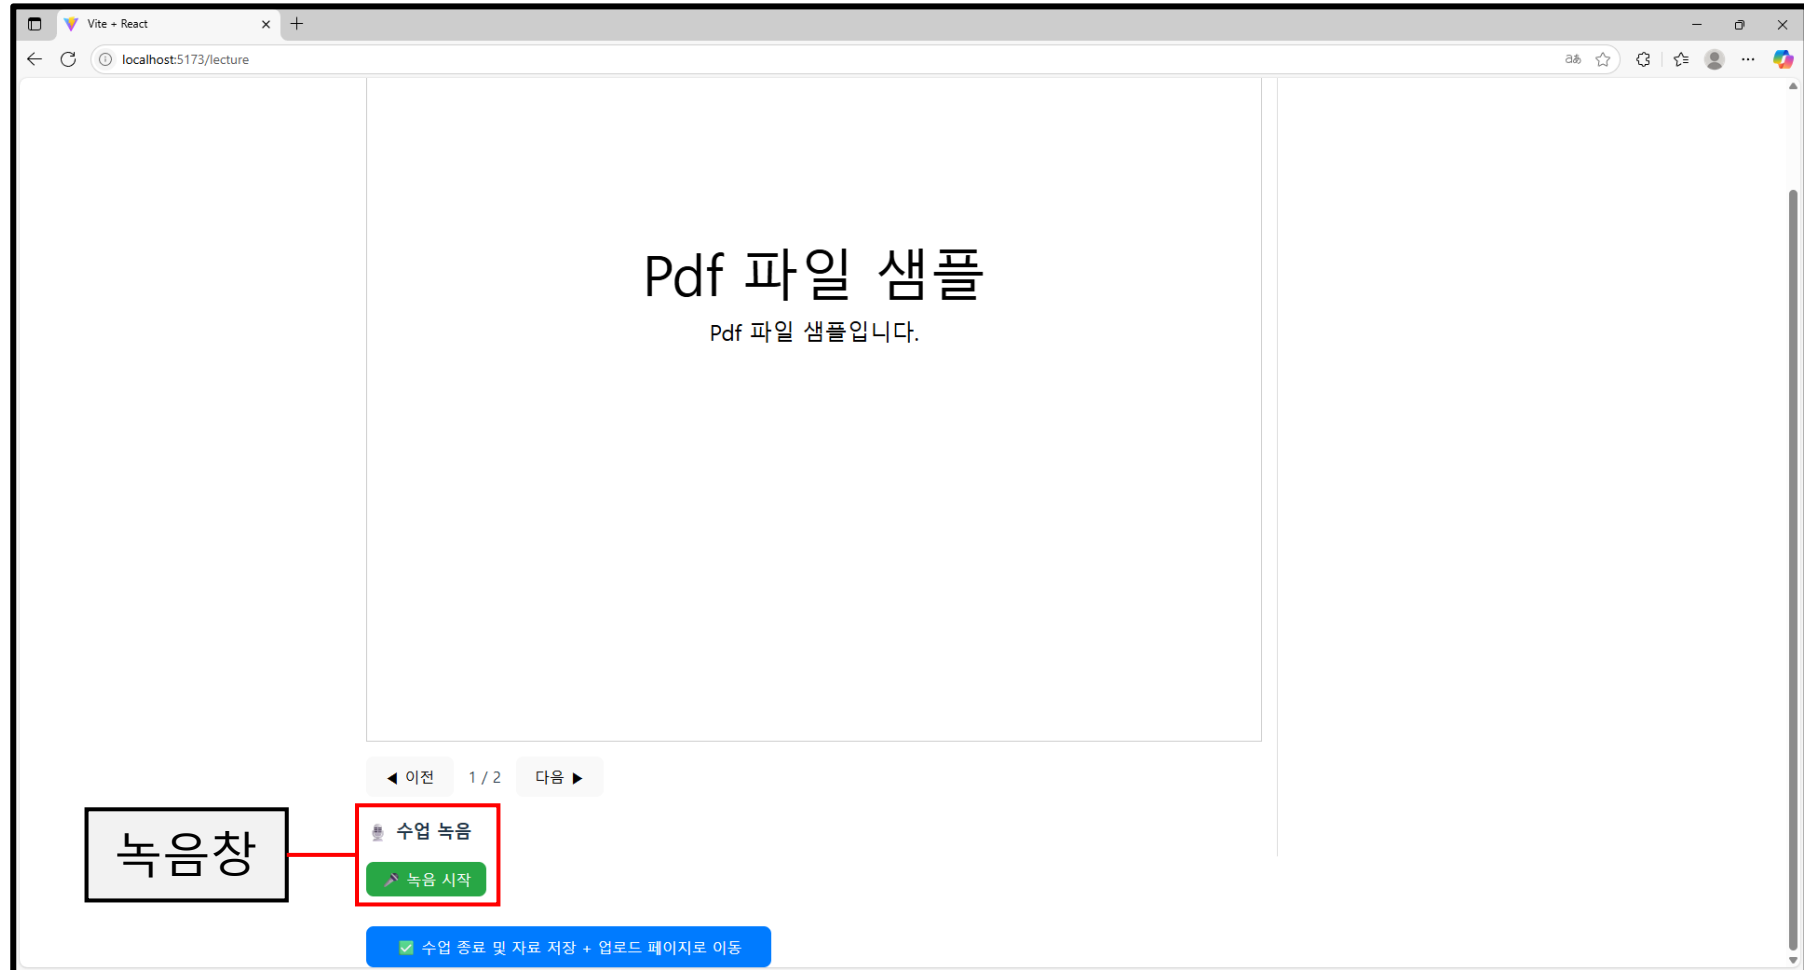 Vite + React
localhost:5173/lecture
Pdf 파일 샘플
Pdf 파일 샘플입니다.
◀ 이전 1 / 2 다음 ▶
녹음창
수업 녹음
녹음 시작
✅ 수업 종료 및 자료 저장 + 업로드 페이지로 이동